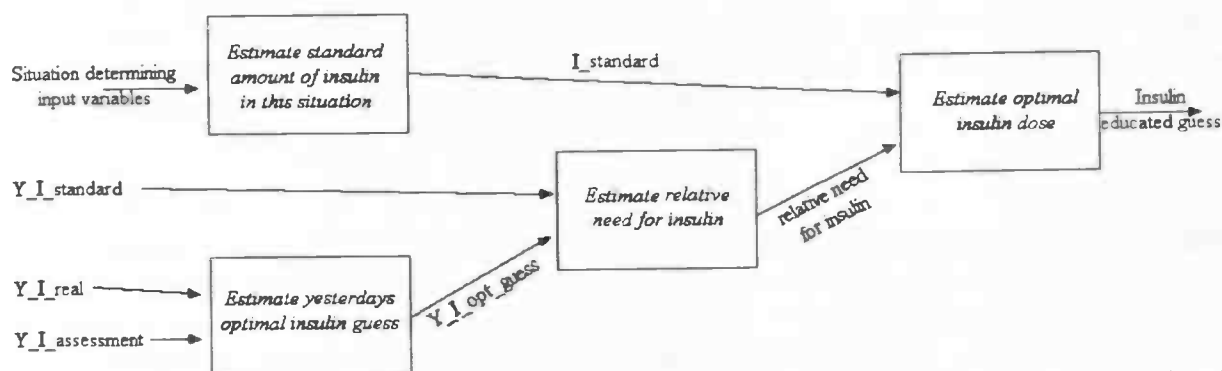 Situation determining
input variables
Estimate standard
amount of insulin
in this situation
I_standard
Estimate optimal
insulin dose
Insulin
educated guess
Y_I_standard
Estimate relative
need for insulin
relative need
for insulin
Y_I_real
Y_I_assessment
Estimate yesterdays
optimal insulin guess
Y_I_opt_guess